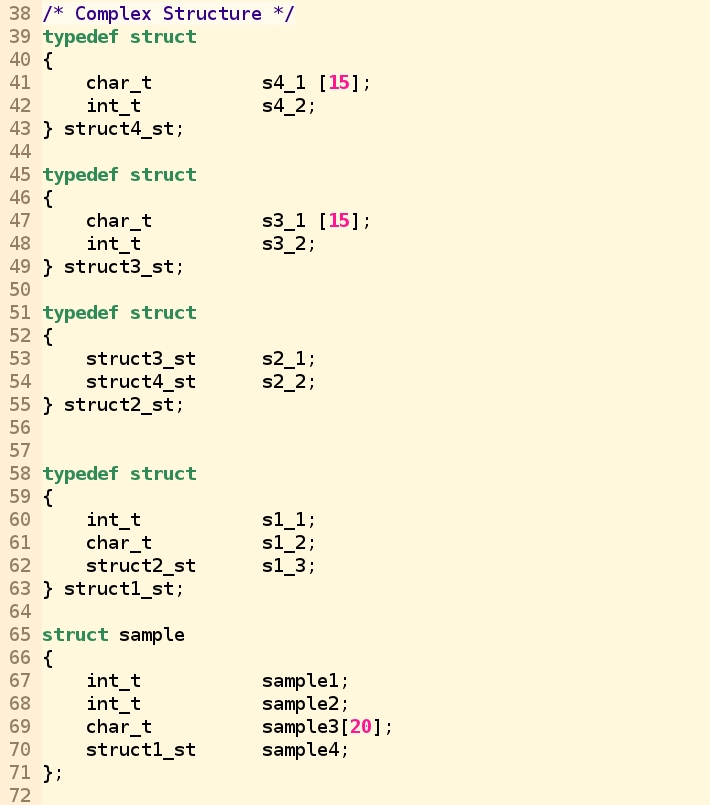 38 /* Complex Structure */
39 typedef struct
40 {
41     char_t          s4_1 [15];
42     int_t           s4_2;
43 } struct4_st;
44
45 typedef struct
46 {
47     char_t          s3_1 [15];
48     int_t           s3_2;
49 } struct3_st;
50
51 typedef struct
52 {
53     struct3_st      s2_1;
54     struct4_st      s2_2;
55 } struct2_st;
56
57
58 typedef struct
59 {
60     int_t           s1_1;
61     char_t          s1_2;
62     struct2_st      s1_3;
63 } struct1_st;
64
65 struct sample
66 {
67     int_t           sample1;
68     int_t           sample2;
69     char_t          sample3[20];
70     struct1_st      sample4;
71 };
72